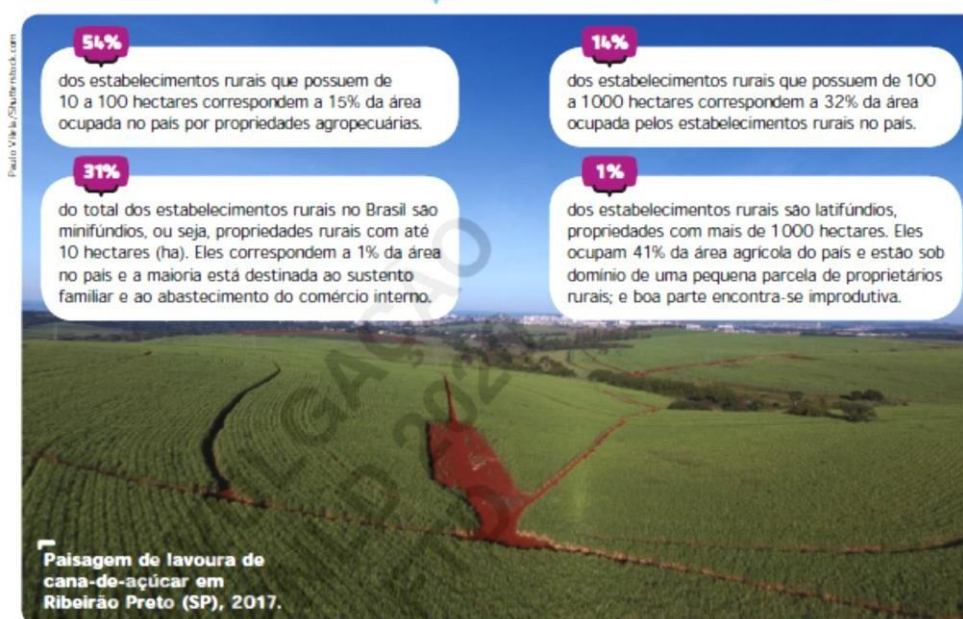 Paulo Vilela/Shutterstock.com
54%
dos estabelecimentos rurais que possuem de
10 a 100 hectares correspondem a 15% da área
ocupada no país por propriedades agropecuárias.
31%
do total dos estabelecimentos rurais no Brasil são
minifúndios, ou seja, propriedades rurais com até
10 hectares (ha). Eles correspondem a 1% da área
no país e a maioria está destinada ao sustento
familiar e ao abastecimento do comércio interno.
14%
dos estabelecimentos rurais que possuem de 100
a 1000 hectares correspondem a 32% da área
ocupada pelos estabelecimentos rurais no país.
1%
dos estabelecimentos rurais são latifúndios,
propriedades com mais de 1000 hectares. Eles
ocupam 41% da área agrícola do país e estão sob
domínio de uma pequena parcela de proprietários
rurais; e boa parte encontra-se improdutiva.
Paisagem de lavoura de
cana-de-açúcar em
Ribeirão Preto (SP), 2017.